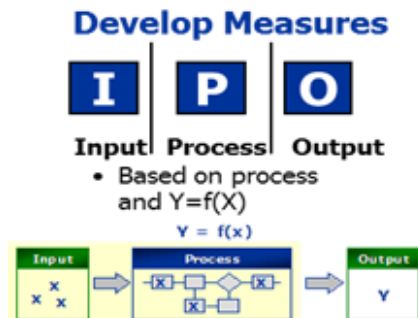 Develop Measures
I P O
Input Process Output
• Based on process
and Y=f(X)
Y = f(x)
Input Process Output
X
X X
X X
X
Y